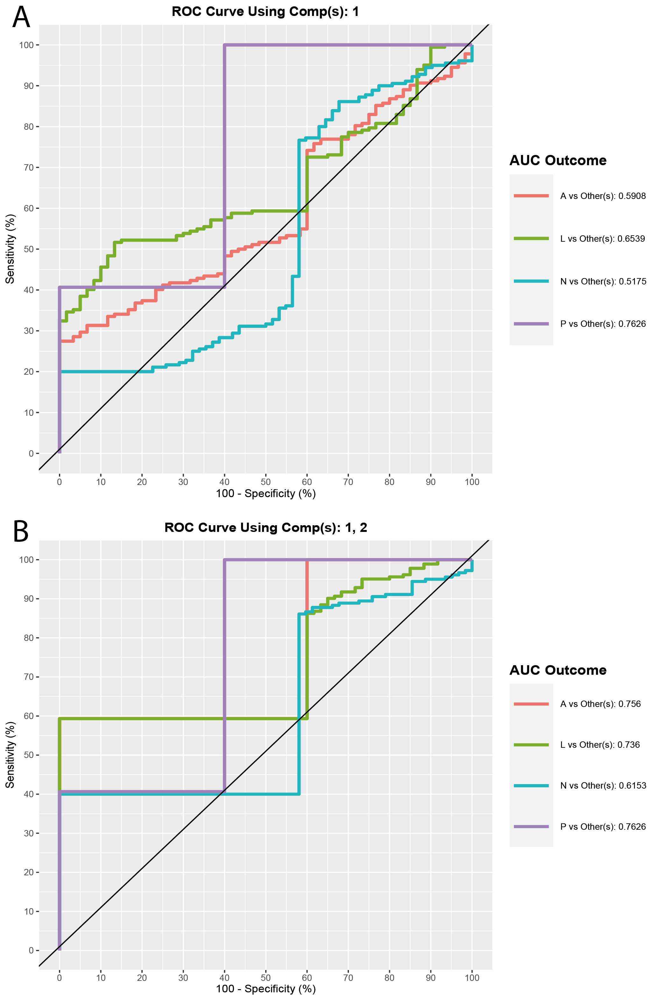 A
ROC Curve Using Comp(s): 1
100
90
80
70
60
50
40
30
20
10
0
Sensitivity (%)
0 10 20 30 40 50 60 70 80 90 100
100 - Specificity (%)
AUC Outcome
A vs Other(s): 0.5908
L vs Other(s): 0.6539
N vs Other(s): 0.5175
P vs Other(s): 0.7626
B
ROC Curve Using Comp(s): 1, 2
100
90
80
70
60
50
40
30
20
10
0
Sensitivity (%)
0 10 20 30 40 50 60 70 80 90 100
100 - Specificity (%)
AUC Outcome
A vs Other(s): 0.756
L vs Other(s): 0.736
N vs Other(s): 0.6153
P vs Other(s): 0.7626